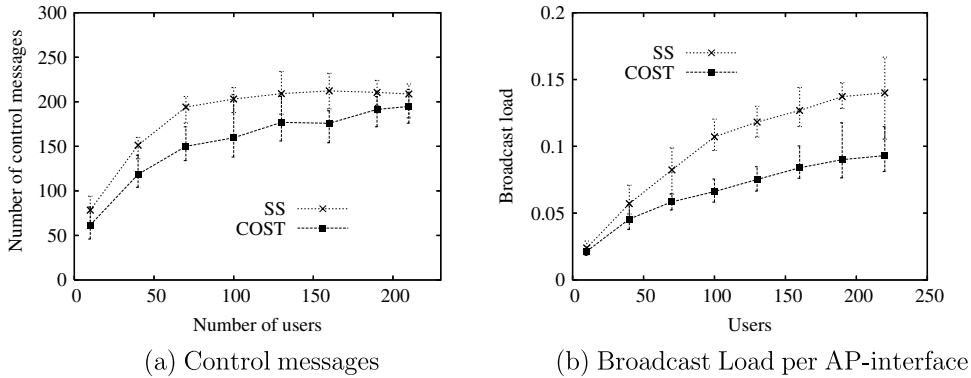 300
250
200
150
100
50
0
Number of control messages
SS
COST
0 50 100 150 200
Number of users
(a) Control messages
0.2
0.15
0.1
0.05
0
Broadcast load
SS
COST
0 50 100 150 200 250
Users
(b) Broadcast Load per AP-interface